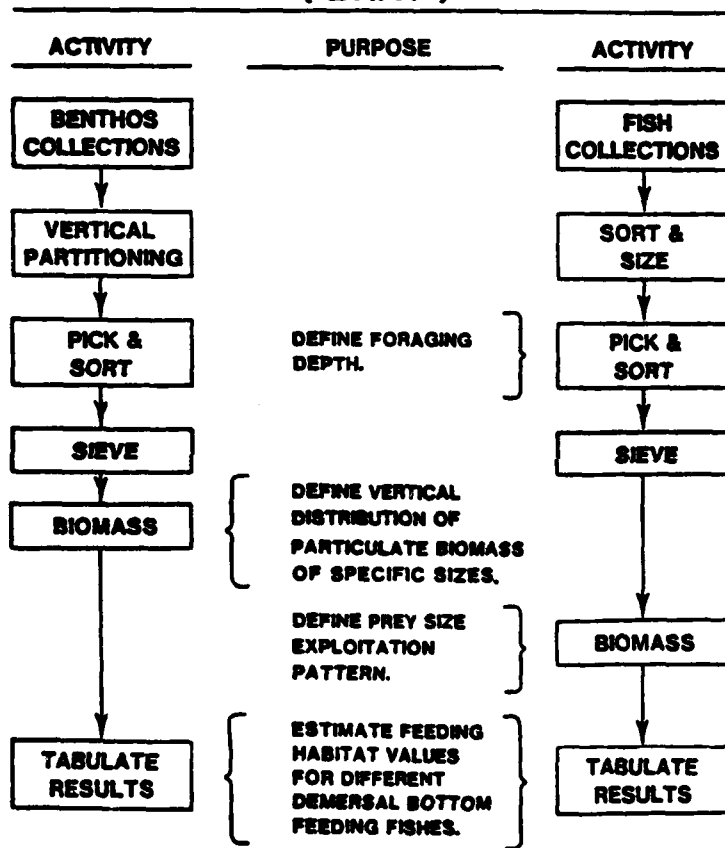 ACTIVITY PURPOSE ACTIVITY
BENTHOS
COLLECTIONS
VERTICAL
PARTITIONING
PICK &
SORT
SIEVE
BIOMASS
TABULATE
RESULTS
DEFINE FORAGING
DEPTH.
DEFINE VERTICAL
DISTRIBUTION OF
PARTICULATE BIOMASS
OF SPECIFIC SIZES.
DEFINE PREY SIZE
EXPLOITATION
PATTERN.
ESTIMATE FEEDING
HABITAT VALUES
FOR DIFFERENT
DEMERSAL BOTTOM
FEEDING FISHES.
FISH
COLLECTIONS
SORT &
SIZE
PICK &
SORT
SIEVE
BIOMASS
TABULATE
RESULTS